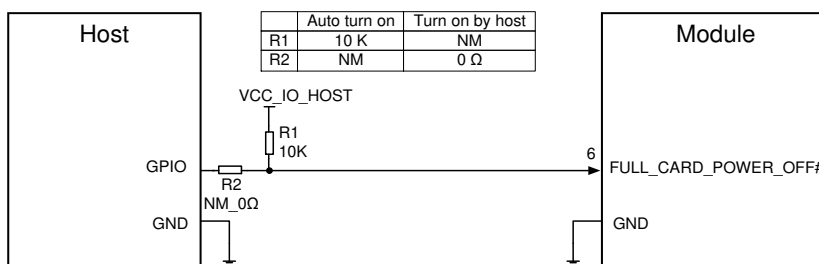 Host
Auto turn on Turn on by host
R1 10 K NM
R2 NM 0 Ω
Module
VCC_IO_HOST
R1
10K
GPIO
R2
NM_0Ω
6
FULL_CARD_POWER_OFF#
GND
GND